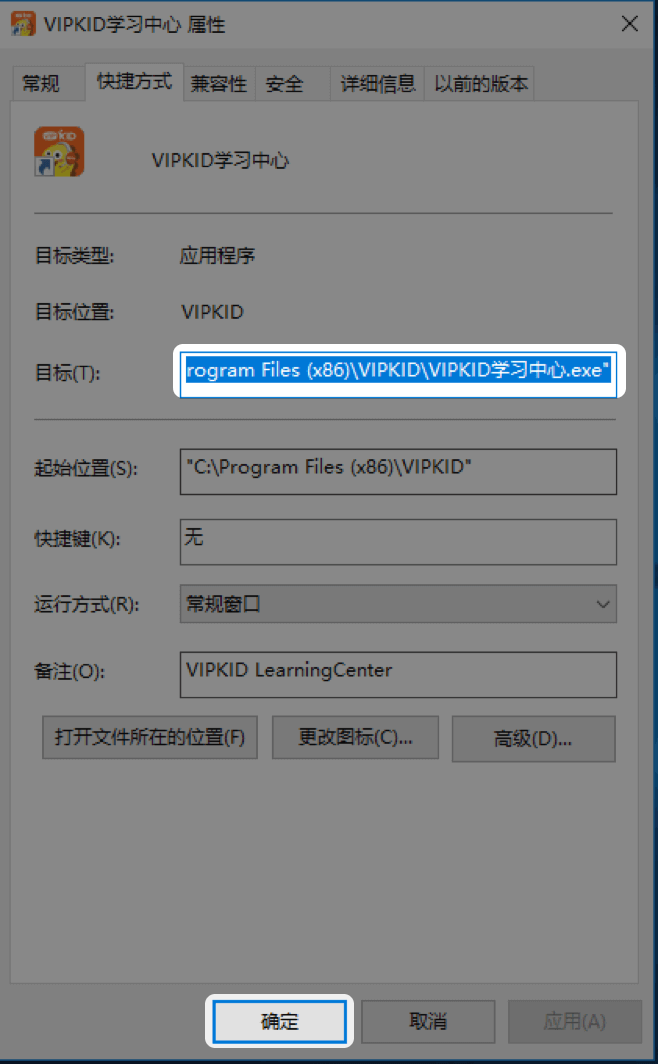 VIPKID学习中心 属性
常规 快捷方式 兼容性 安全 详细信息 以前的版本
VIPKID学习中心
目标类型: 应用程序
目标位置: VIPKID
目标(T): rogram Files (x86)\VIPKID\VIPKID学习中心.exe"
起始位置(S): "C:\Program Files (x86)\VIPKID"
快捷键(K): 无
运行方式(R): 常规窗口
备注(O): VIPKID LearningCenter
打开文件所在的位置(F) 更改图标(C)... 高级(D)...
确定 取消 应用(A)